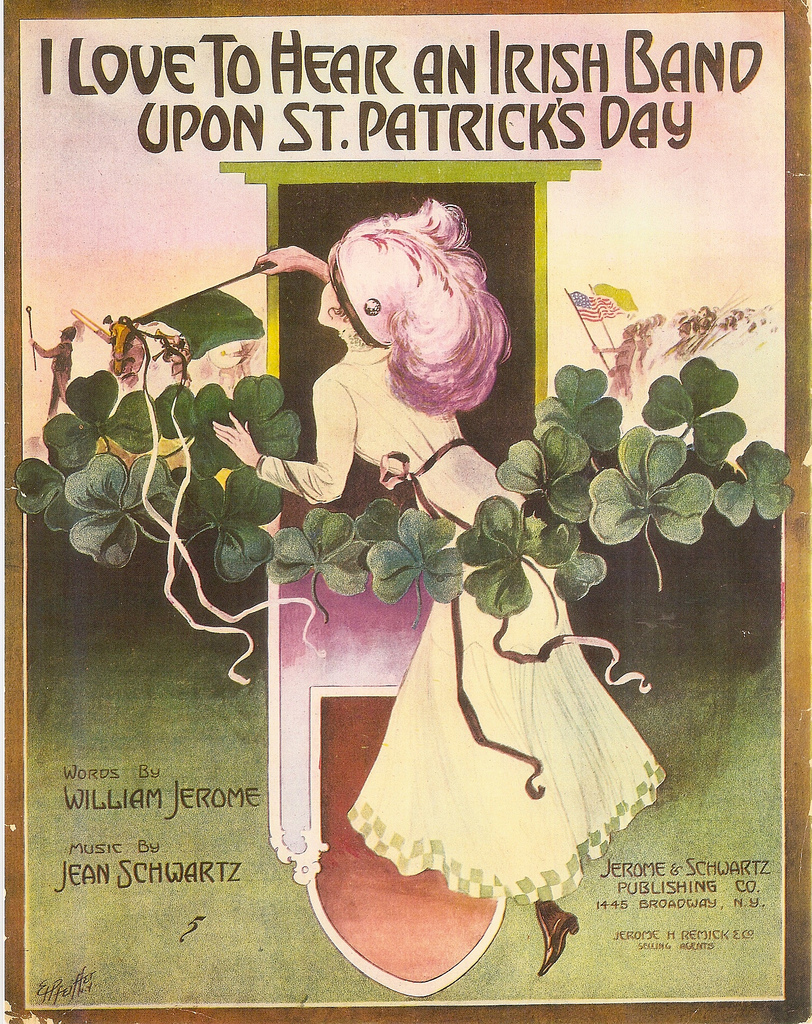 I LOVE TO HEAR AN IRISH BAND
UPON ST. PATRICK'S DAY
WORDS BY
WILLIAM JEROME
MUSIC BY
JEAN SCHWARTZ
5
JEROME & SCHWARTZ
PUBLISHING CO.
1445 BROADWAY, N.Y.
JEROME H REMICK & CO
SELLING AGENTS
EHPfeiffer
N.Y.